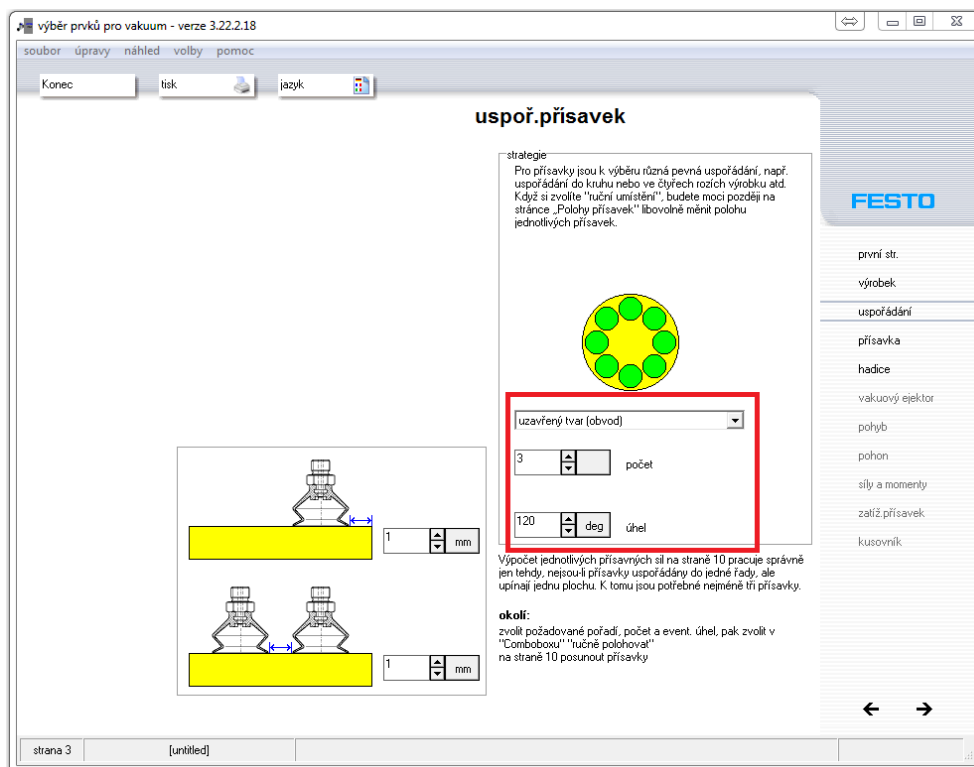 výběr prvků pro vakuum - verze 3.22.2.18
soubor úpravy náhled volby pomoc
Konec tisk jazyk
uspoř.přísavek
strategie
Pro přísavky jsou k výběru různá pevná uspořádání, např.
uspořádání do kruhu nebo ve čtyřech rozích výrobku atd.
Když si zvolíte "ruční umístění", budete moci později na
stránce „Polohy přísavek" libovolně měnit polohu
jednotlivých přísavek.
uzavřený tvar (obvod)
3 počet
120 deg úhel
1 mm
1 mm
Výpočet jednotlivých přísavných sil na straně 10 pracuje správně
jen tehdy, nejsou-li přísavky uspořádány do jedné řady, ale
upínají jednu plochu. K tomu jsou potřebné nejméně tři přísavky.
okolí:
zvolit požadované pořadí, počet a event. úhel, pak zvolit v
"Comboboxu" "ručně polohovat"
na straně 10 posunout přísavky
FESTO
první str.
výrobek
uspořádání
přísavka
hadice
vakuový ejektor
pohyb
pohon
síly a momenty
zatíž.přísavek
kusovník
strana 3 [untitled]